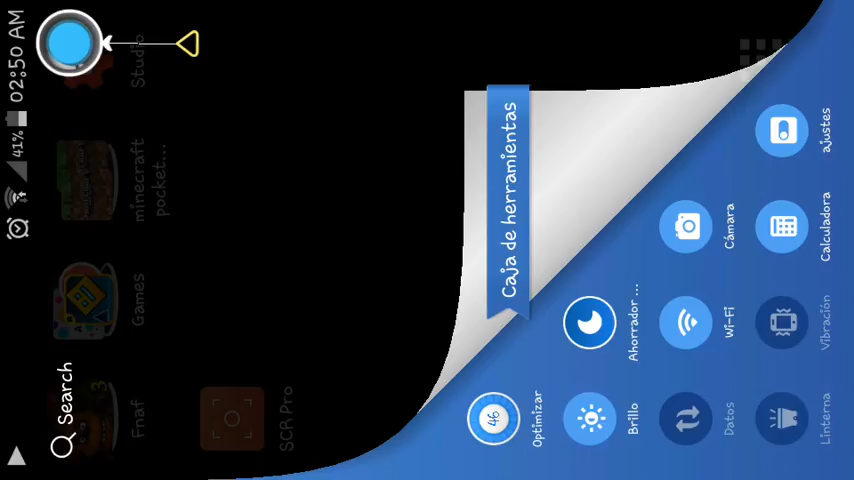 41% 02:50 AM
Search
Fnaf
Games
minecraft
pocket...
Studio
SCR Pro
Caja de herramientas
46
Optimizar
Brillo
Ahorrador ...
Datos
Wi-Fi
Cámara
Linterna
Vibración
Calculadora
ajustes